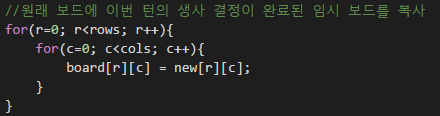 //원래 보드에 이번 턴의 생사 결정이 완료된 임시 보드를 복사
for(r=0; r<rows; r++){
    for(c=0; c<cols; c++){
        board[r][c] = new[r][c];
    }
}